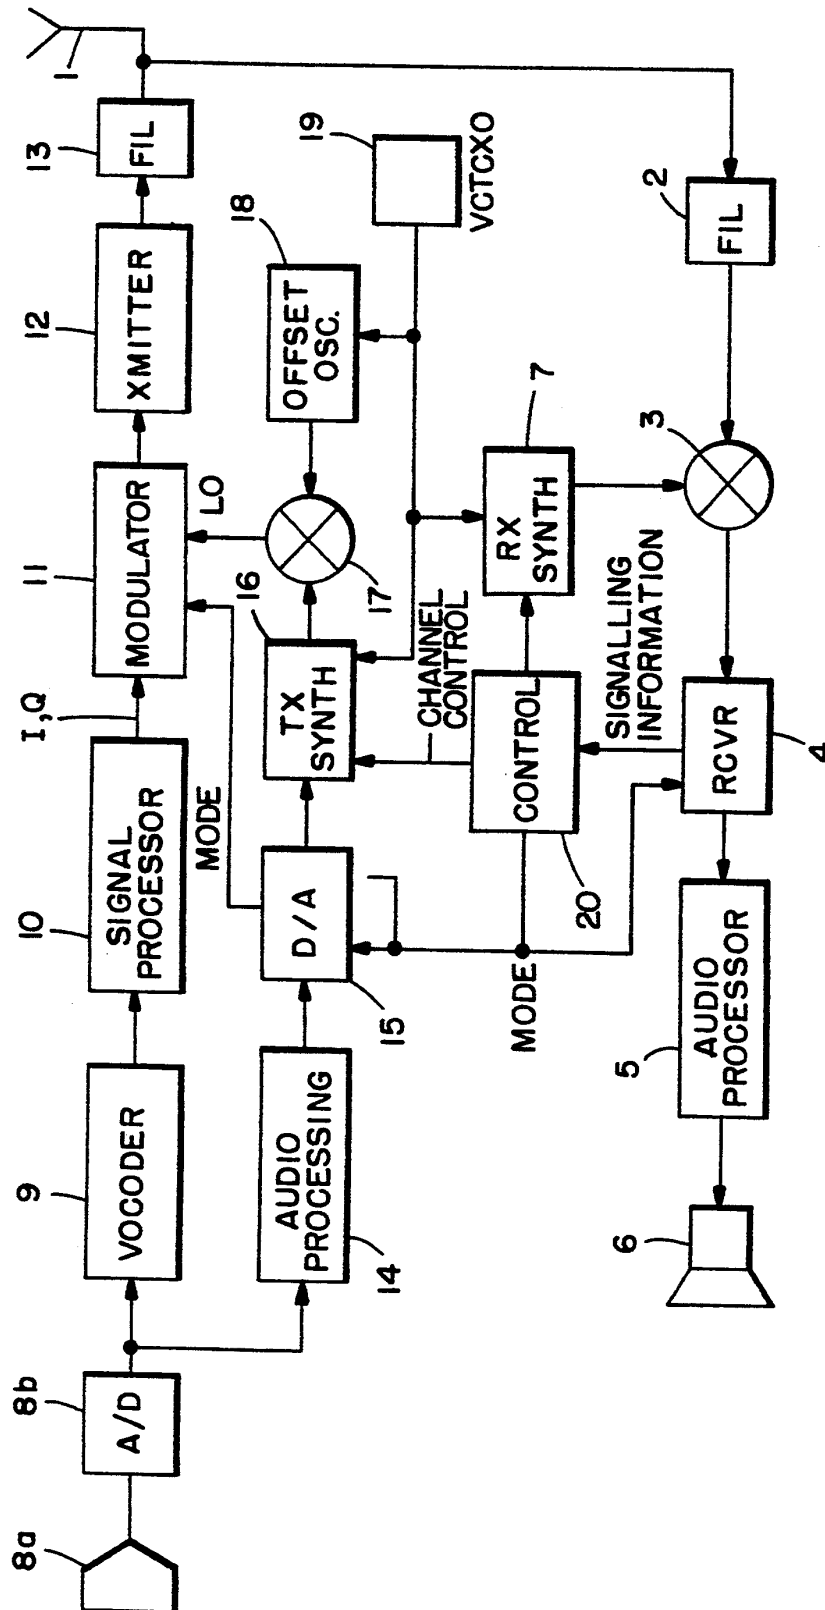 1
13
FIL
12
XMITTER
11
MODULATOR
I,Q
10
SIGNAL
PROCESSOR
9
VOCODER
8b
A/D
8a
MODE
LO
18
OFFSET
OSC.
17
16
TX
SYNTH
D/A
15
AUDIO
PROCESSING
14
19
VCTCXO
CHANNEL
CONTROL
7
RX
SYNTH
CONTROL
20
MODE
SIGNALLING
INFORMATION
2
FIL
3
RCVR
4
AUDIO
PROCESSOR
5
6